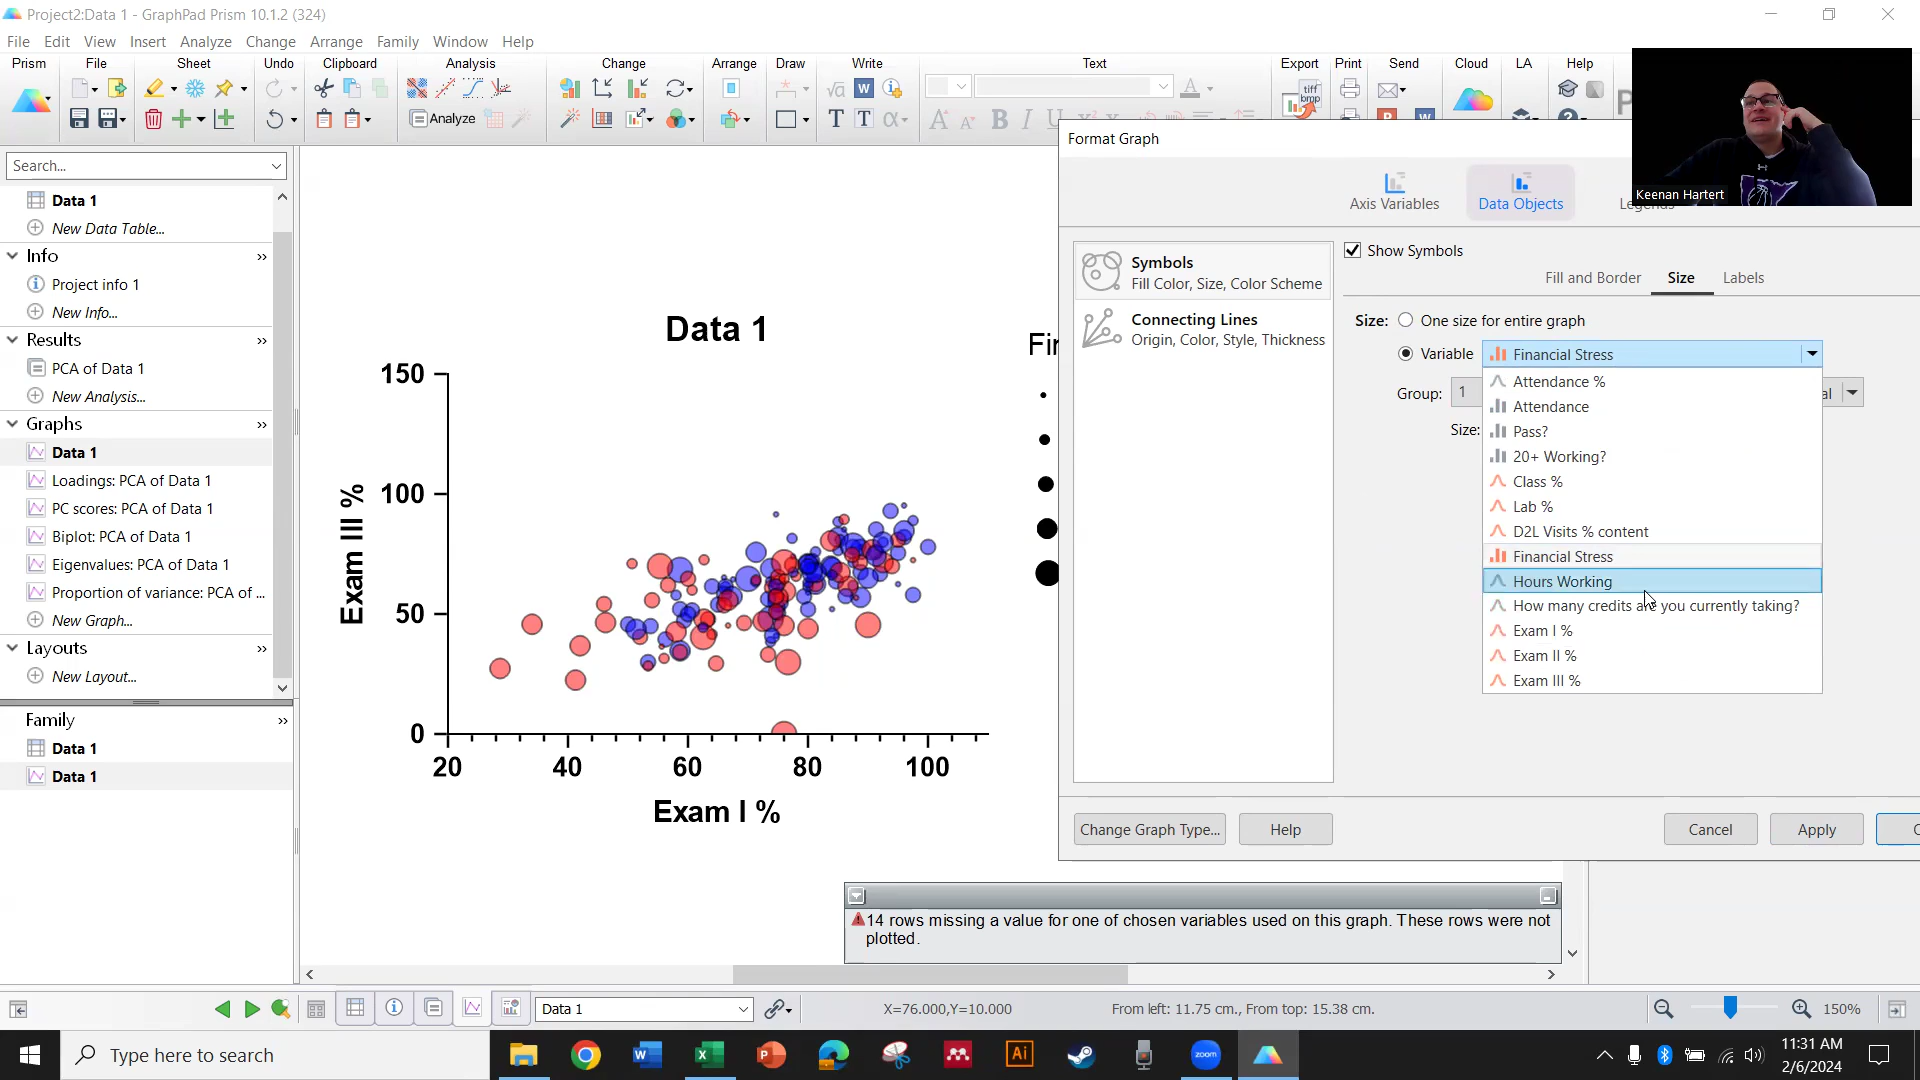 Project2:Data 1 - GraphPad Prism 10.1.2 (324)
File Edit View Insert Analyze Change Arrange Family Window Help
Prism File Sheet Undo Clipboard Analysis Change Arrange Draw Write Text Export Print Send Cloud LA Help
Analyze
tiff
bmp
Search...
Data 1
New Data Table...
Info
Project info 1
New Info...
Results
PCA of Data 1
New Analysis...
Graphs
Data 1
Loadings: PCA of Data 1
PC scores: PCA of Data 1
Biplot: PCA of Data 1
Eigenvalues: PCA of Data 1
Proportion of variance: PCA of ...
New Graph...
Layouts
New Layout...
Family
Data 1
Data 1
Data 1
150
100
50
0
20 40 60 80 100
Exam III %
Exam I %
Fin
Format Graph
Axis Variables
Data Objects
Legends
Keenan Hartert
Symbols
Fill Color, Size, Color Scheme
Connecting Lines
Origin, Color, Style, Thickness
Show Symbols
Fill and Border Size Labels
Size: One size for entire graph
Variable Financial Stress
Group: 1 al
Size:
Attendance %
Attendance
Pass?
20+ Working?
Class %
Lab %
D2L Visits % content
Financial Stress
Hours Working
How many credits are you currently taking?
Exam I %
Exam II %
Exam III %
Change Graph Type... Help Cancel Apply
14 rows missing a value for one of chosen variables used on this graph. These rows were not
plotted.
Data 1
X=76.000,Y=10.000
From left: 11.75 cm., From top: 15.38 cm.
150%
Type here to search
zoom
Ai
11:31 AM
2/6/2024